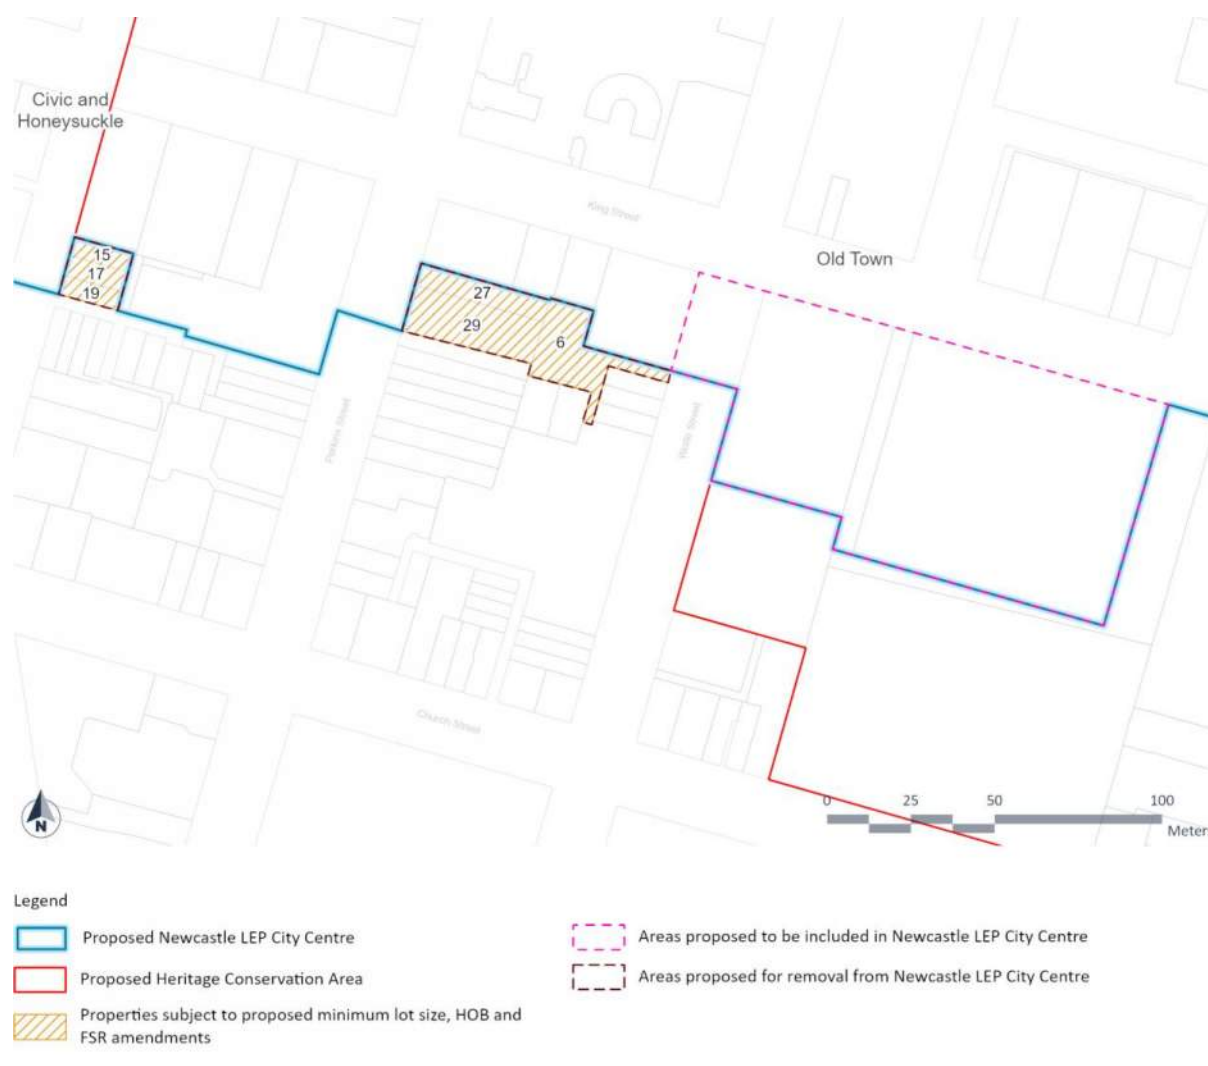 Civic and
Honeysuckle
King Street
Old Town
15
17
19
27
29
6
Perkins Street
Wolfe Street
Church Street
N
0 25 50 100
Meter
Legend
Proposed Newcastle LEP City Centre
Proposed Heritage Conservation Area
Properties subject to proposed minimum lot size, HOB and
FSR amendments
Areas proposed to be included in Newcastle LEP City Centre
Areas proposed for removal from Newcastle LEP City Centre